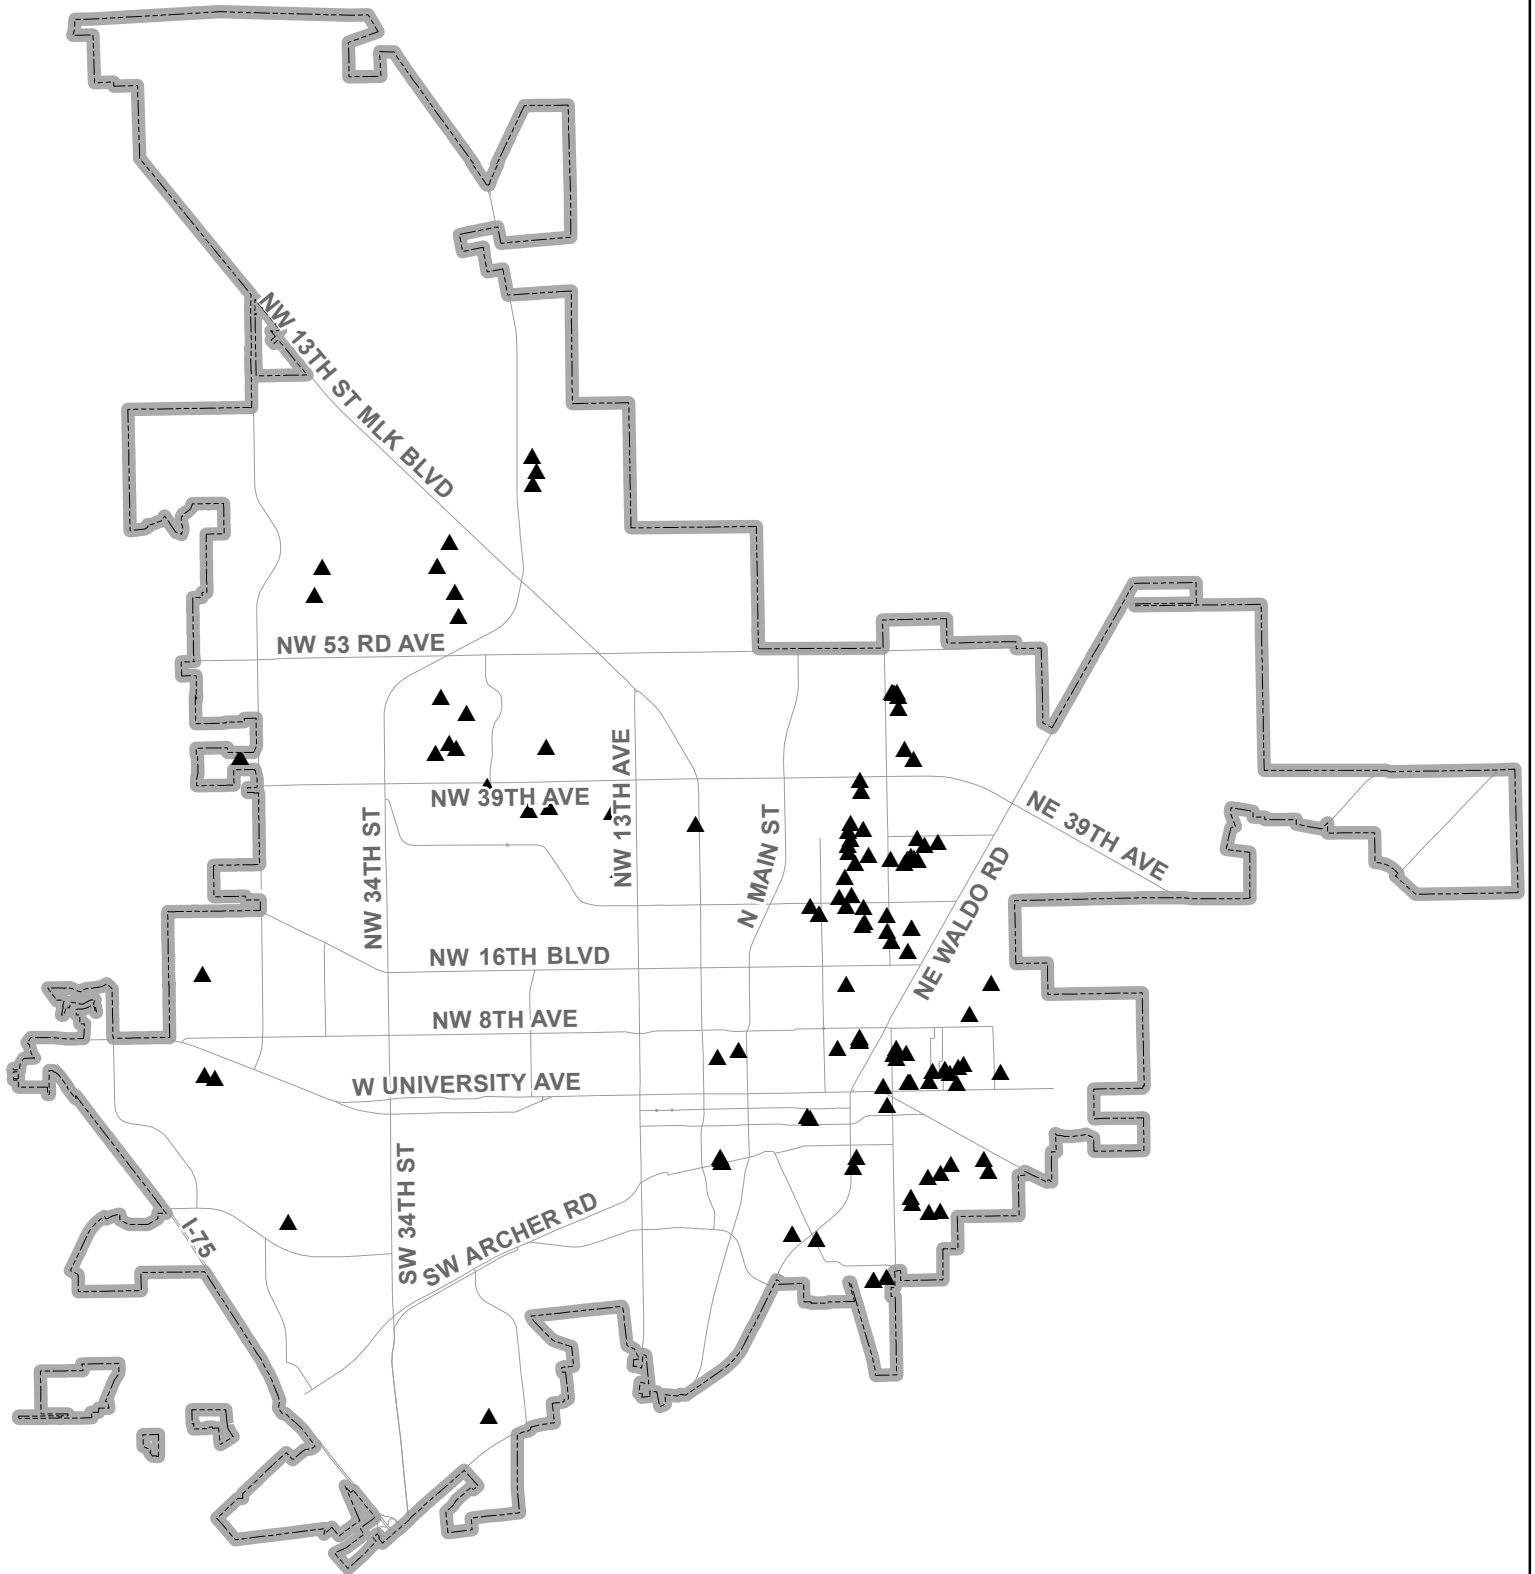 NW 13TH ST MLK BLVD
NW 53 RD AVE
NW 39TH AVE
NW 13TH AVE
NW 34TH ST
N MAIN ST
NE 39TH AVE
NE WALDO RD
NW 16TH BLVD
NW 8TH AVE
W UNIVERSITY AVE
SW 34TH ST
SW ARCHER RD
I-75